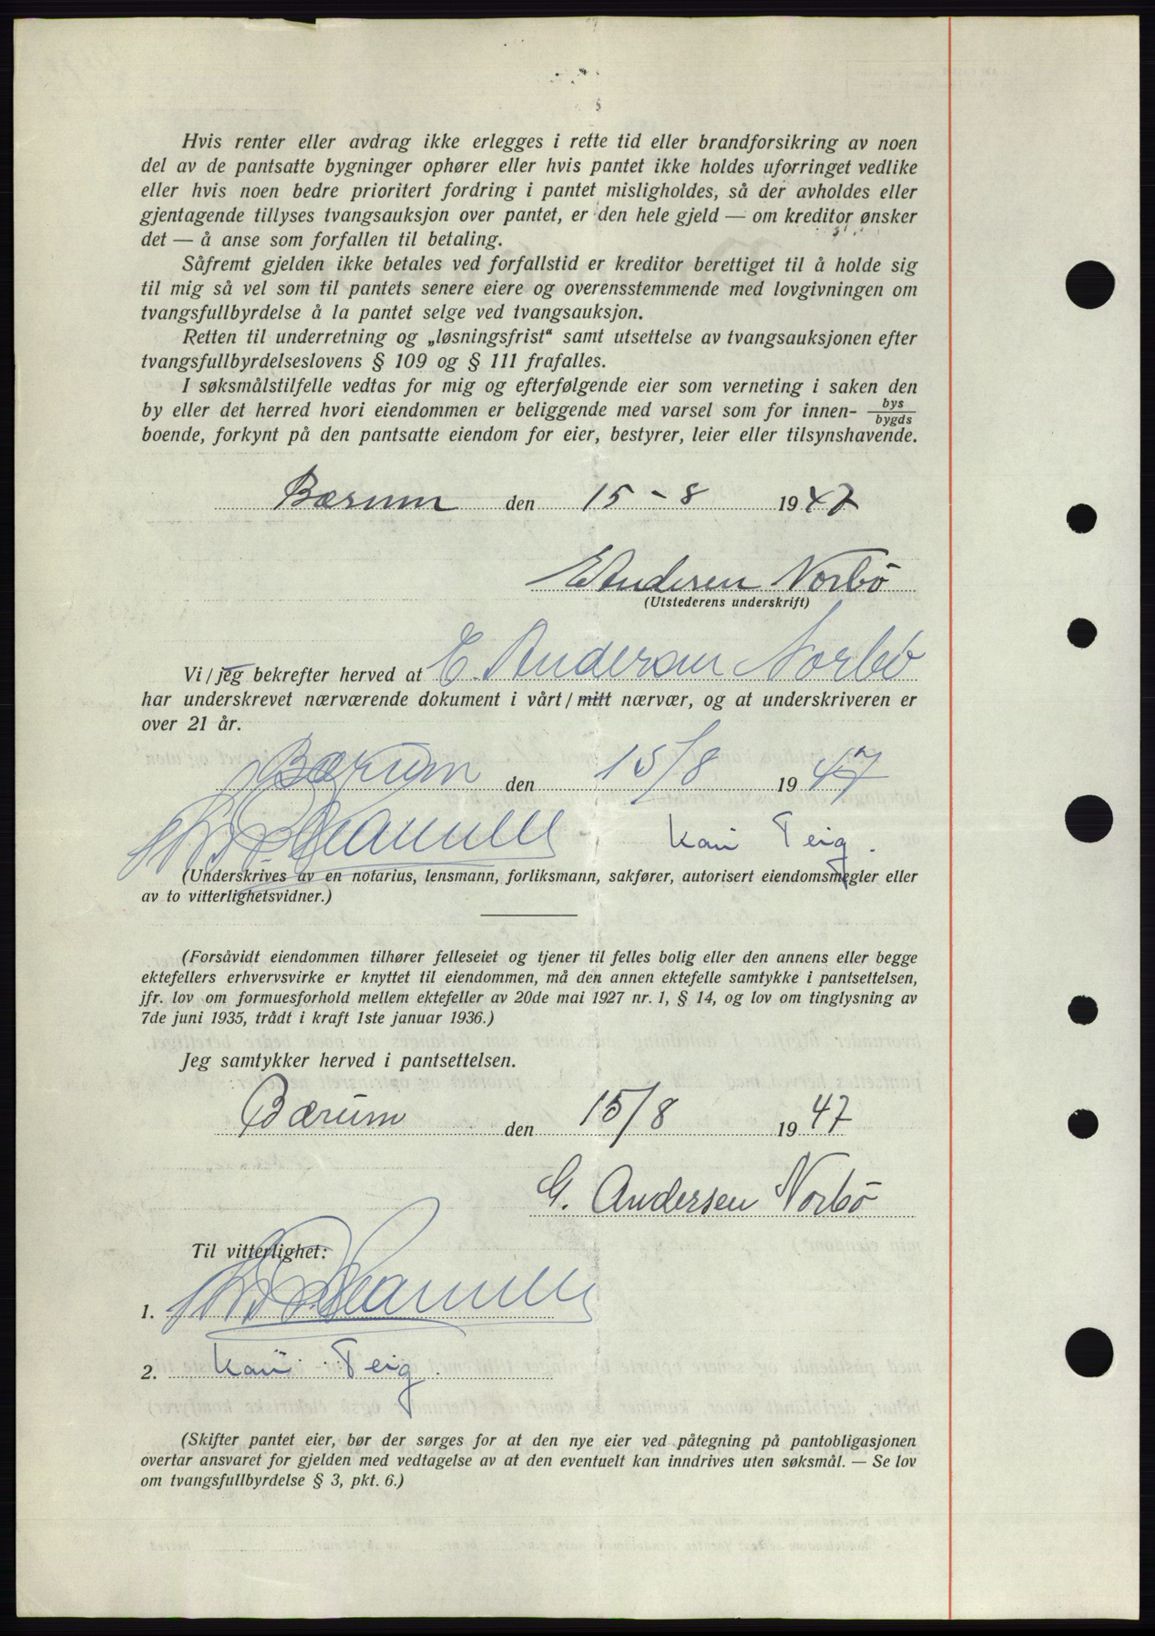 Hvis renter eller avdrag ikke erlegges i rette tid eller brandforsikring av noen
del av de pantsatte bygninger ophører eller hvis pantet ikke holdes uforringet vedlike
eller hvis noen bedre prioritert fordring i pantet misligholdes, så der avholdes eller
gjentagende tillyses tvangsauksjon over pantet, er den hele gjeld — om kreditor ønsker
det — å anse som forfallen til betaling.
Såfremt gjelden ikke betales ved forfallstid er kreditor berettiget til å holde sig
til mig så vel som til pantets senere eiere og overensstemmende med lovgivningen om
tvangsfullbyrdelse å la pantet selge ved tvangsauksjon.
Retten til underretning og „løsningsfrist“ samt utsettelse av tvangsauksjonen efter
tvangsfullbyrdelseslovens § 109 og § 111 frafalles.
I søksmålstilfelle vedtas for mig og efterfølgende eier som verneting i saken den
by eller det herred hvori eiendommen er beliggende med varsel som for innen- bys/bygds
boende, forkynt på den pantsatte eiendom for eier, bestyrer, leier eller tilsynshavende.
Bærum den 15-8 1947
E Andersen Norbö
(Utstederens underskrift)
Vi/jeg bekrefter herved at E. Andersen Norbö
har underskrevet nærværende dokument i vårt/mitt nærvær, og at underskriveren er
over 21 år.
Bærum den 15/8 1947
Kari Teig.
(Underskrives av en notarius, lensmann, forliksmann, sakfører, autorisert eiendomsmegler eller
av to vitterlighetsvidner.)
(Forsåvidt eiendommen tilhører felleseiet og tjener til felles bolig eller den annens eller begge
ektefellers erhvervsvirke er knyttet til eiendommen, må den annen ektefelle samtykke i pantsettelsen,
jfr. lov om formuesforhold mellem ektefeller av 20de mai 1927 nr. 1, § 14, og lov om tinglysning av
7de juni 1935, trådt i kraft 1ste januar 1936.)
Jeg samtykker herved i pantsettelsen.
Bærum den 15/8 1947
G. Andersen Norbö
Til vitterlighet:
1.
2. Kari Teig.
(Skifter pantet eier, bør der sørges for at den nye eier ved påtegning på pantobligasjonen
overtar ansvaret for gjelden med vedtagelse av at den eventuelt kan inndrives uten søksmål. — Se lov
om tvangsfullbyrdelse § 3, pkt. 6.)